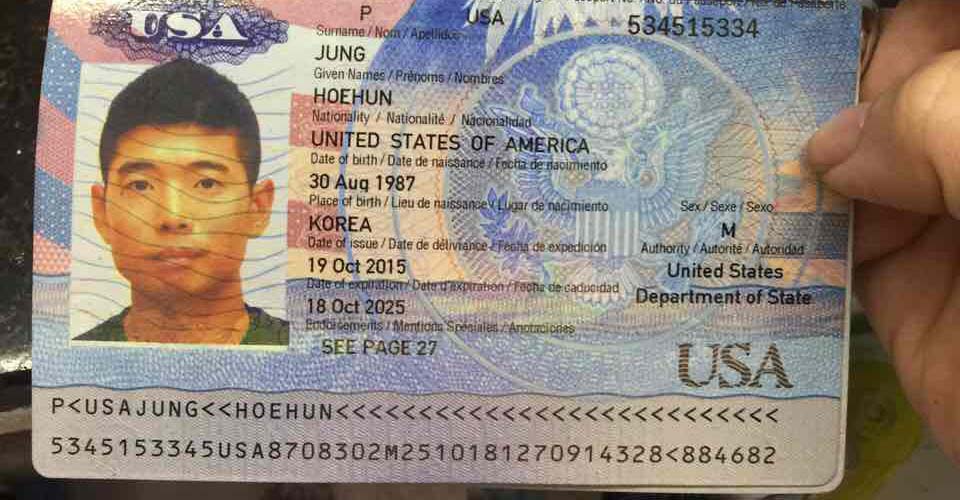 USA
P USA 534515334
Surname / Nom / Apellidos
JUNG
Given Names / Prénoms / Nombres
HOEHUN
Nationality / Nationalité / Nacionalidad
UNITED STATES OF AMERICA
Date of birth / Date de naissance / Fecha de nacimiento
30 Aug 1987
Place of birth / Lieu de naissance / Lugar de nacimiento
Sex / Sexe / Sexo
KOREA
M
Date of issue / Date de délivrance / Fecha de expedición
Authority / Autorité / Autoridad
19 Oct 2015
United States
Date of expiration / Date d'expiration / Fecha de caducidad
Department of State
18 Oct 2025
Endorsements / Mentions Spéciales / Anotaciones
SEE PAGE 27
USA
P<USAJUNG<<HOEHUN<<<<<<<<<<<<<<<<<<<<<<<<<<<
5345153345USA8708302M2510181270914328<884682